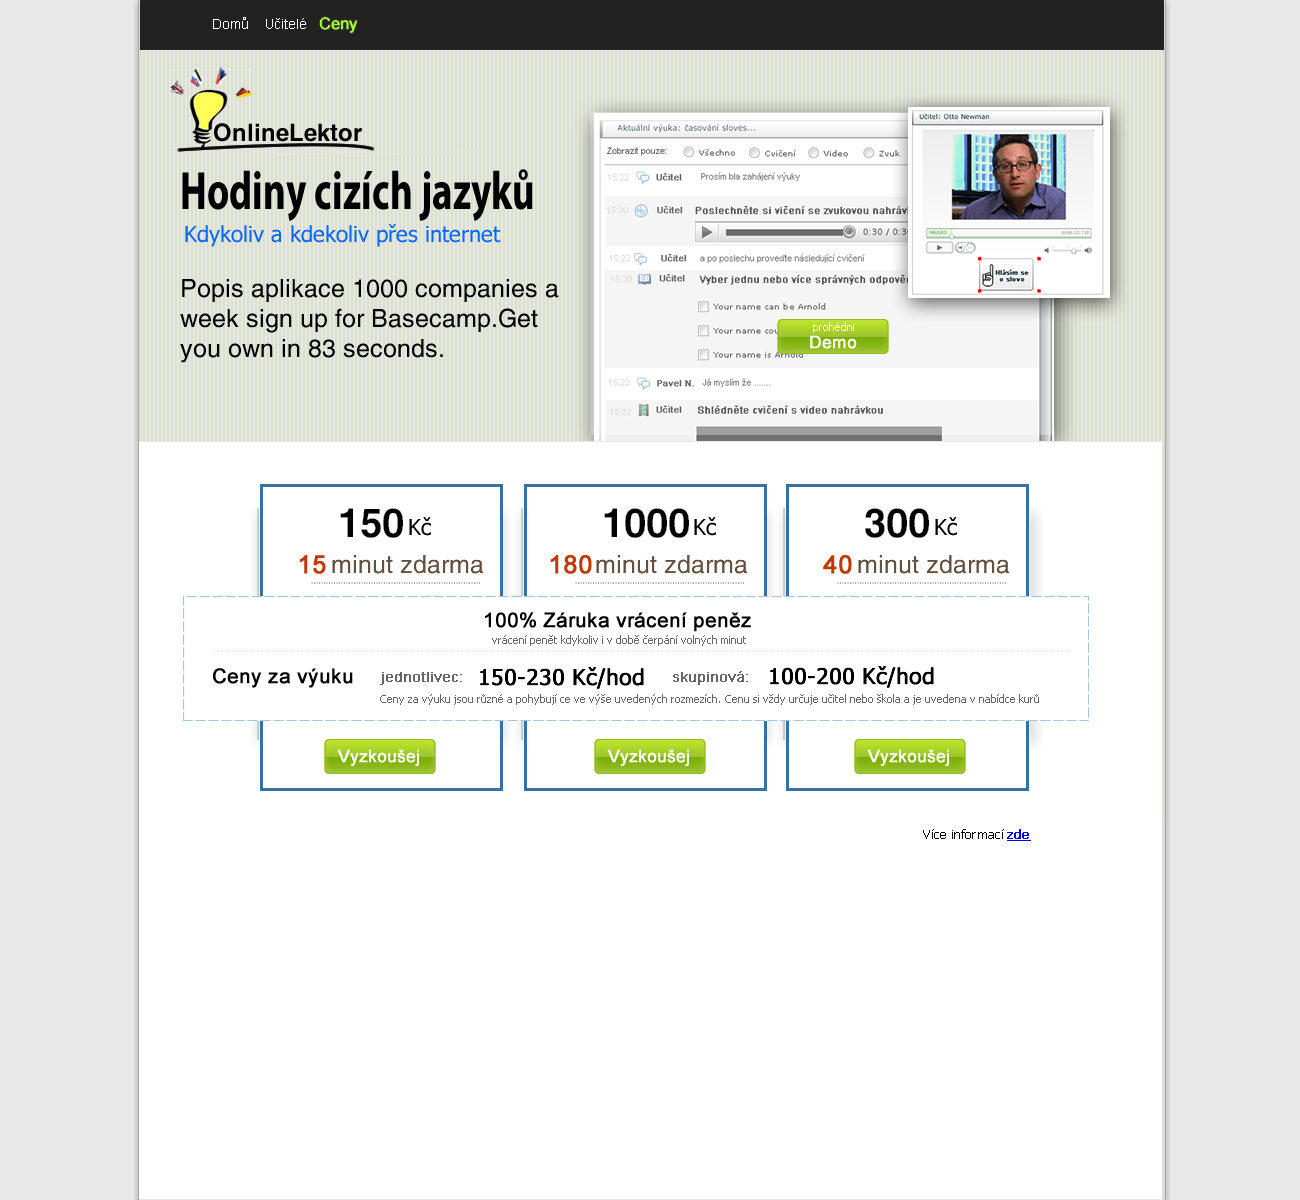 Domů Učitelé Ceny
OnlineLektor
Hodiny cizích jazyků
Kdykoliv a kdekoliv přes internet
Popis aplikace 1000 companies a
week sign up for Basecamp.Get
you own in 83 seconds.
Aktuální výuka: časování sloves...
Zobrazit pouze: Všechno Cvičení Video Zvuk
15:22 Učitel Prosím bla zahájení výuky
15:30 Učitel Poslechněte si vičení se zvukovou nahráv
0:30 / 0:30
15:22 Učitel a po poslechu proveďte následující cvičení
15:30 Učitel Vyber jednu nebo více správných odpově
Your name can be Arnold
Your name cou
Your name is Arnold
prohédni
Demo
15:22 Pavel N. Já myslím že .......
15:22 Učitel Shlédněte cvičení s video nahrávkou
Učitel: Otto Newman
PAUSED
Hlásím se
o slovo
150 Kč
15 minut zdarma
1000 Kč
180 minut zdarma
300 Kč
40 minut zdarma
100% Záruka vrácení peněz
vrácení penět kdykoliv i v době čerpání volných minut
Ceny za výuku jednotlivec: 150-230 Kč/hod skupinová: 100-200 Kč/hod
Ceny za výuku jsou různé a pohybují ce ve výše uvedených rozmezích. Cenu si vždy určuje učitel nebo škola a je uvedena v nabídce kurů
Vyzkoušej
Vyzkoušej
Vyzkoušej
Více informací zde